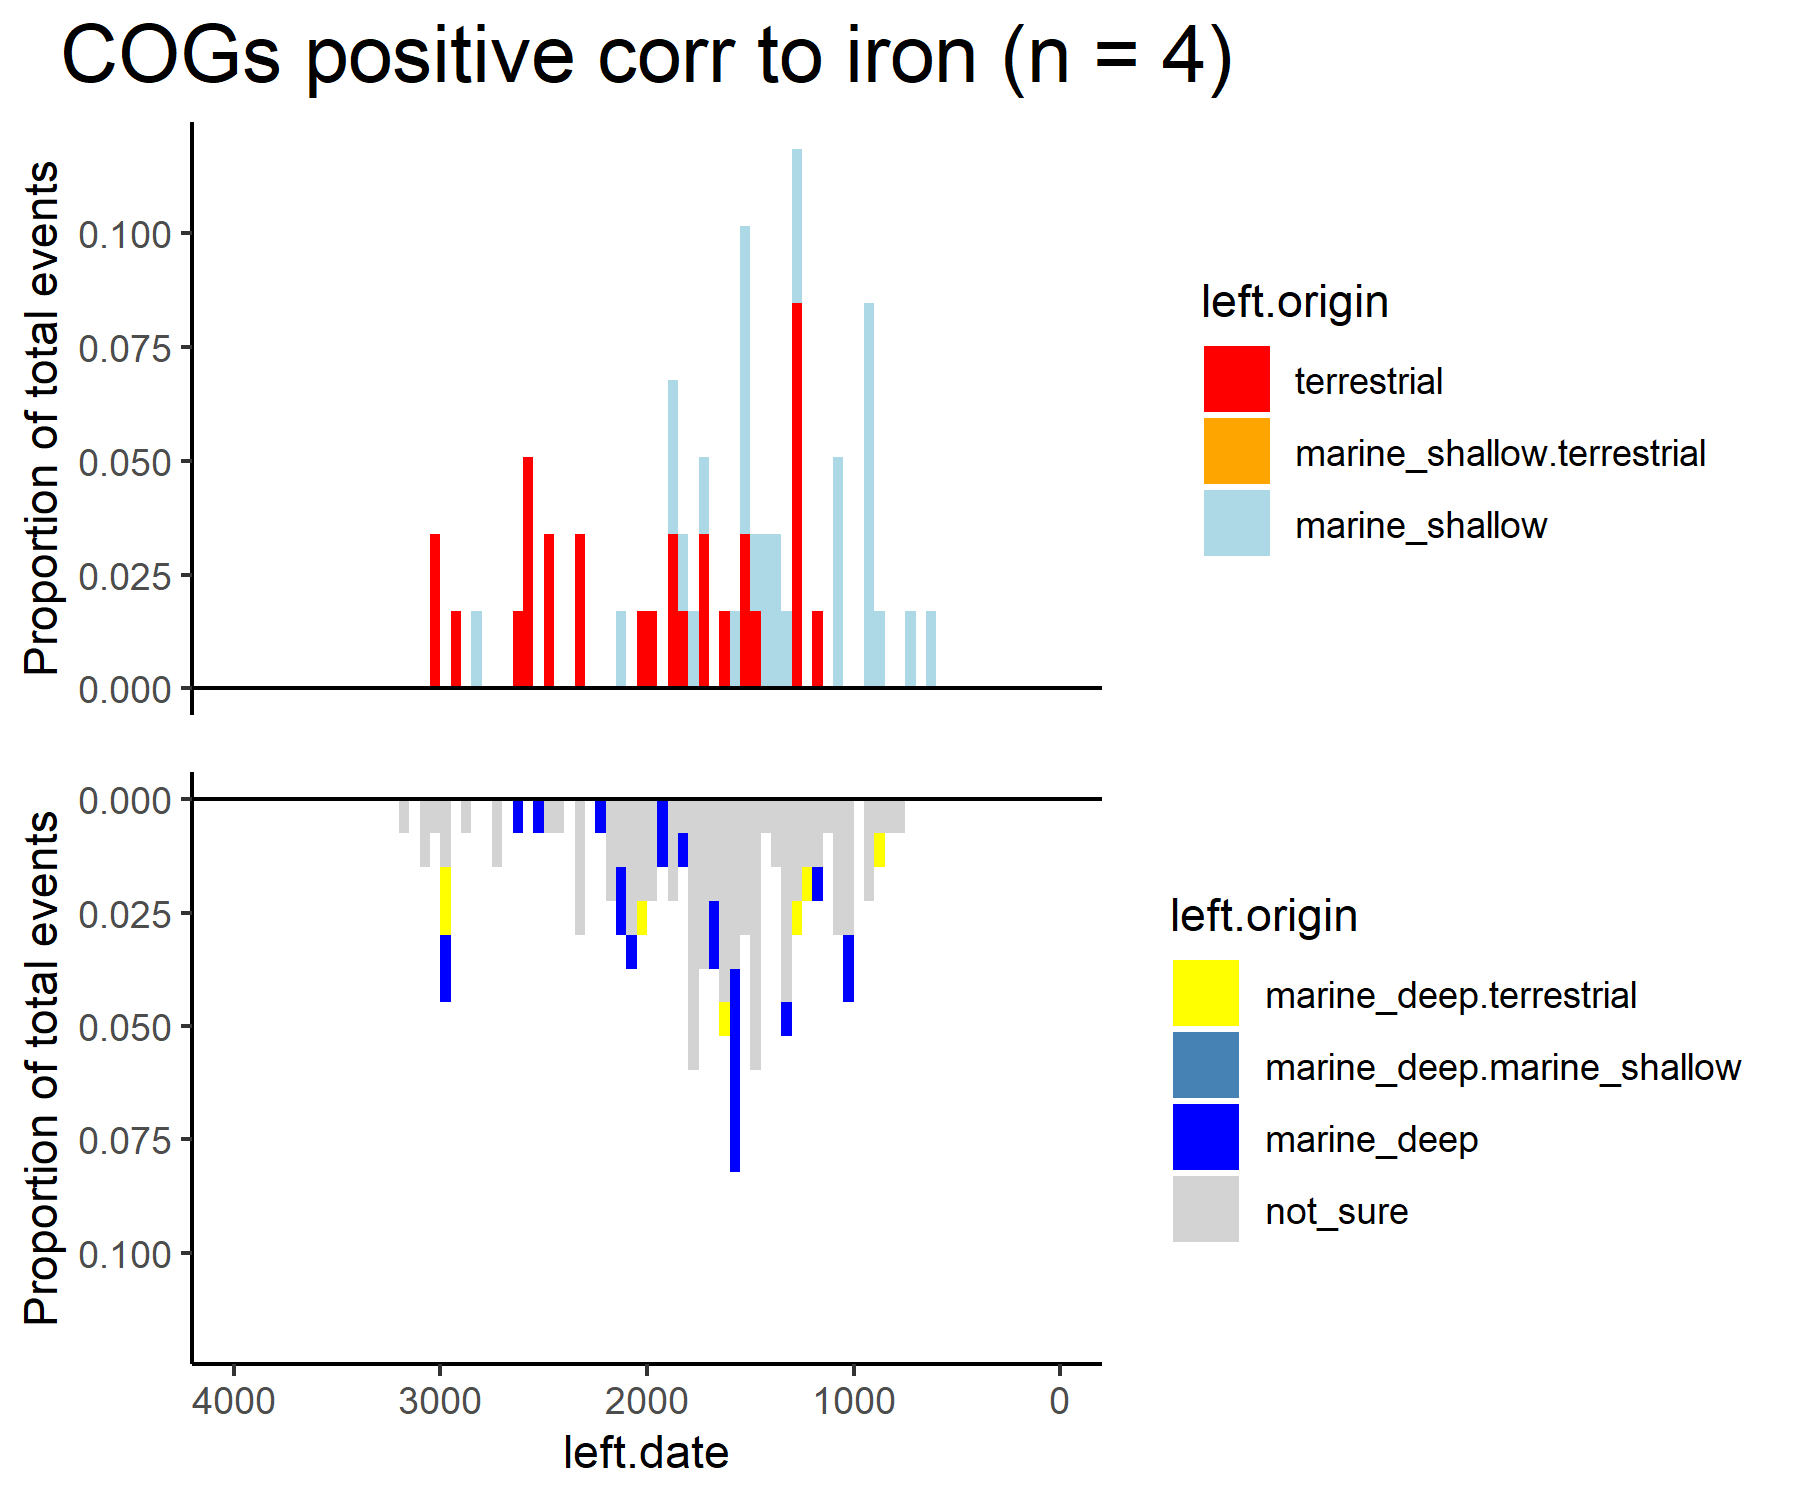 COGs positive corr to iron (n = 4)
Proportion of total events
0.100
0.075
0.050
0.025
0.000
left.origin
terrestrial
marine_shallow.terrestrial
marine_shallow
Proportion of total events
0.000
0.025
0.050
0.075
0.100
4000 3000 2000 1000 0
left.date
left.origin
marine_deep.terrestrial
marine_deep.marine_shallow
marine_deep
not_sure